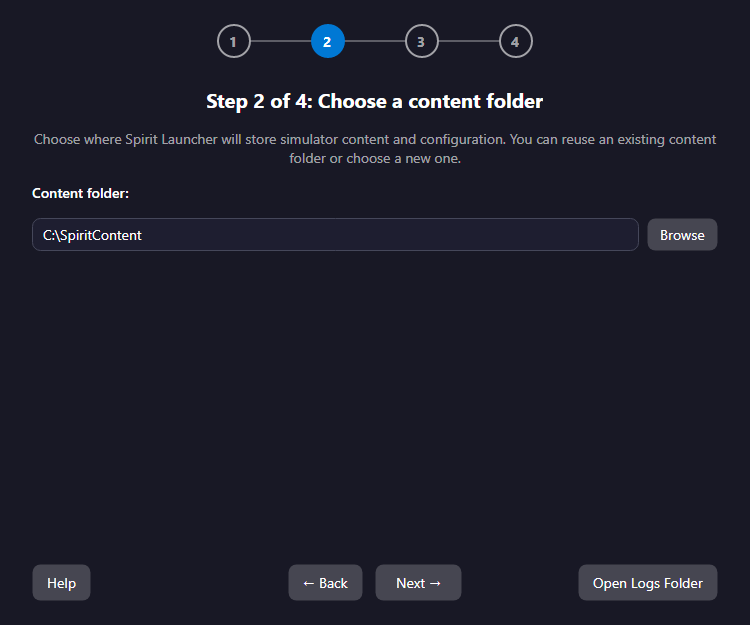 1 2 3 4
Step 2 of 4: Choose a content folder
Choose where Spirit Launcher will store simulator content and configuration. You can reuse an existing content
folder or choose a new one.
Content folder:
C:\SpiritContent Browse
Help ← Back Next → Open Logs Folder